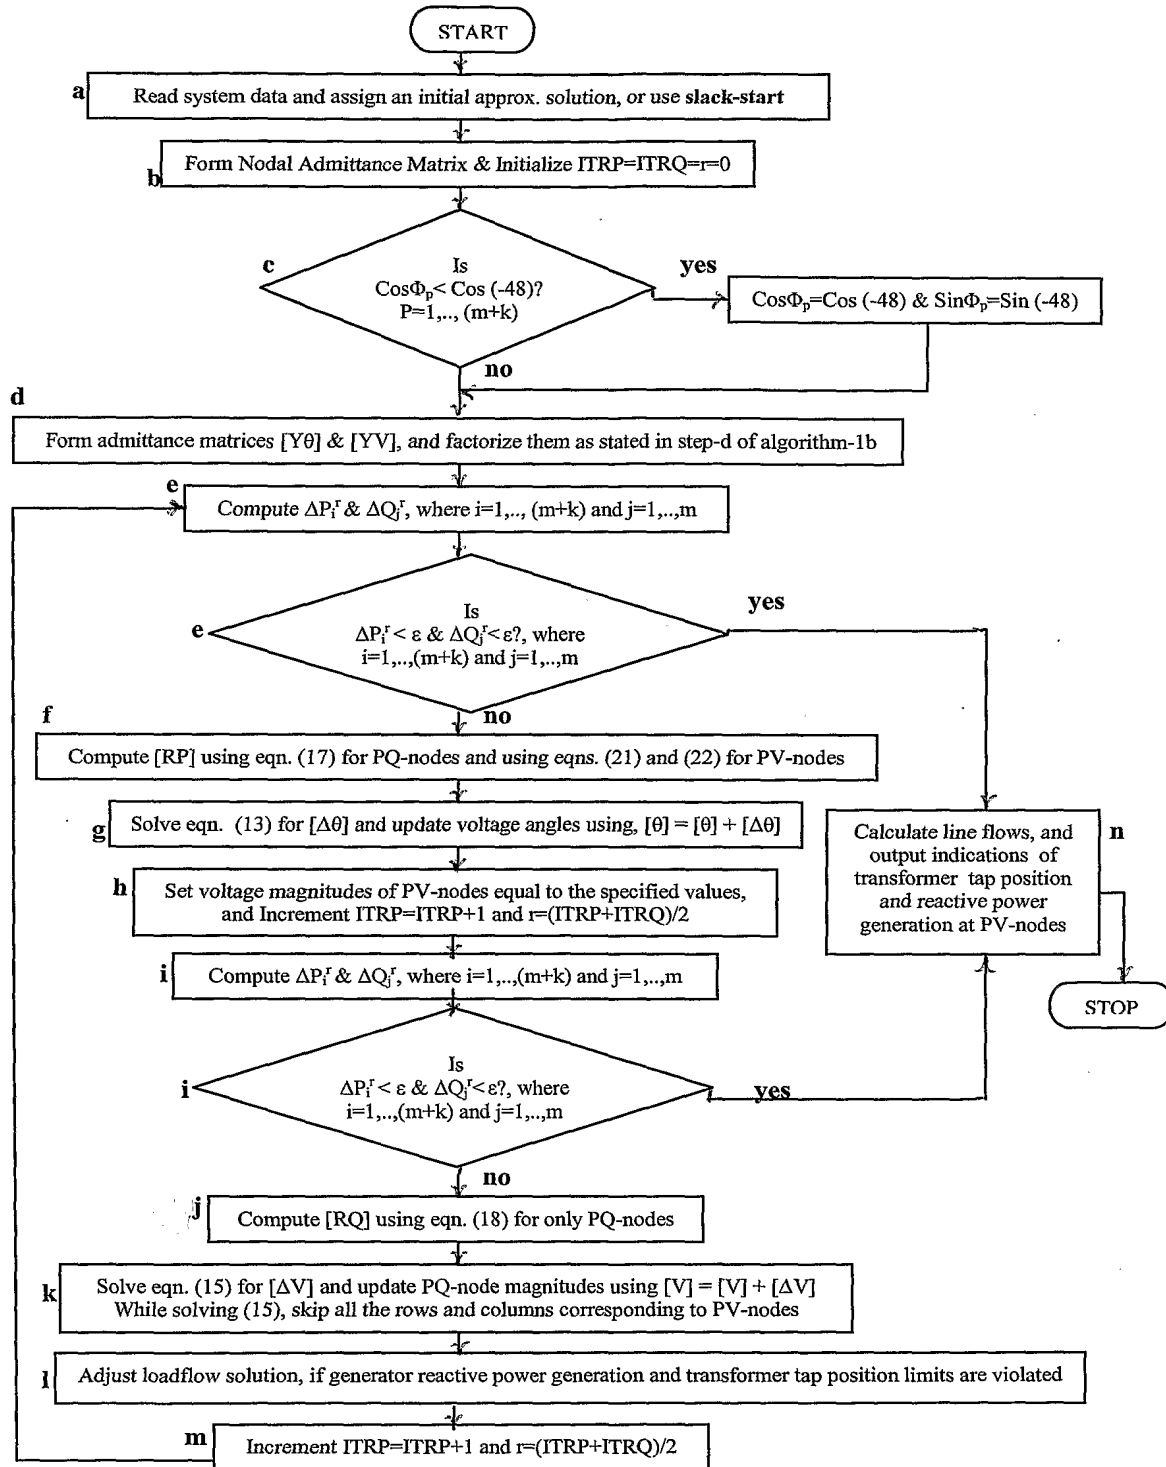 START
a
Read system data and assign an initial approx. solution, or use slack-start
b
Form Nodal Admittance Matrix & Initialize ITRP=ITRQ=r=0
c
Is
CosΦp< Cos (-48)?
P=1,.., (m+k)
yes
CosΦp=Cos (-48) & SinΦp=Sin (-48)
no
d
Form admittance matrices [Yθ] & [YV], and factorize them as stated in step-d of algorithm-1b
e
Compute ΔPi^r & ΔQj^r, where i=1,.., (m+k) and j=1,..,m
e
Is
ΔPi^r < ε & ΔQj^r < ε?, where
i=1,..,(m+k) and j=1,..,m
yes
no
f
Compute [RP] using eqn. (17) for PQ-nodes and using eqns. (21) and (22) for PV-nodes
g
Solve eqn. (13) for [Δθ] and update voltage angles using, [θ] = [θ] + [Δθ]
h
Set voltage magnitudes of PV-nodes equal to the specified values,
and Increment ITRP=ITRP+1 and r=(ITRP+ITRQ)/2
n
Calculate line flows, and
output indications of
transformer tap position
and reactive power
generation at PV-nodes
STOP
i
Compute ΔPi^r & ΔQj^r, where i=1,..,(m+k) and j=1,..,m
i
Is
ΔPi^r < ε & ΔQj^r < ε?, where
i=1,..,(m+k) and j=1,..,m
yes
no
j
Compute [RQ] using eqn. (18) for only PQ-nodes
k
Solve eqn. (15) for [ΔV] and update PQ-node magnitudes using [V] = [V] + [ΔV]
While solving (15), skip all the rows and columns corresponding to PV-nodes
l
Adjust loadflow solution, if generator reactive power generation and transformer tap position limits are violated
m
Increment ITRP=ITRP+1 and r=(ITRP+ITRQ)/2